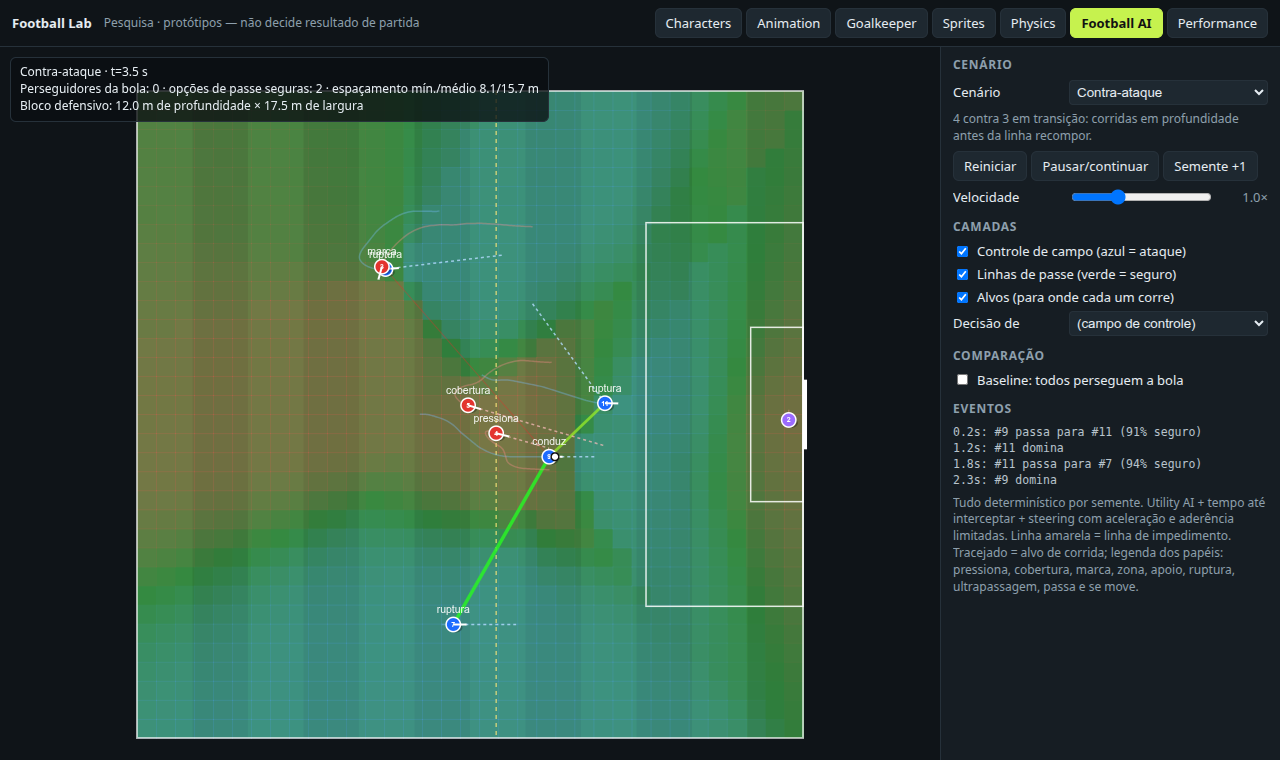 Football Lab
Pesquisa · protótipos — não decide resultado de partida
Characters
Animation
Goalkeeper
Sprites
Physics
Football AI
Performance
Contra-ataque · t=3.5 s
Perseguidores da bola: 0 · opções de passe seguras: 2 · espaçamento mín./médio 8.1/15.7 m
Bloco defensivo: 12.0 m de profundidade × 17.5 m de largura
marca
ruptura
cobertura
ruptura
pressiona
conduz
2
ruptura
7
CENÁRIO
Cenário
Contra-ataque
4 contra 3 em transição: corridas em profundidade
antes da linha recompor.
Reiniciar
Pausar/continuar
Semente +1
Velocidade
1.0×
CAMADAS
Controle de campo (azul = ataque)
Linhas de passe (verde = seguro)
Alvos (para onde cada um corre)
Decisão de
(campo de controle)
COMPARAÇÃO
Baseline: todos perseguem a bola
EVENTOS
0.2s: #9 passa para #11 (91% seguro)
1.2s: #11 domina
1.8s: #11 passa para #7 (94% seguro)
2.3s: #9 domina
Tudo determinístico por semente. Utility AI + tempo até
interceptar + steering com aceleração e aderência
limitadas. Linha amarela = linha de impedimento.
Tracejado = alvo de corrida; legenda dos papéis:
pressiona, cobertura, marca, zona, apoio, ruptura,
ultrapassagem, passa e se move.